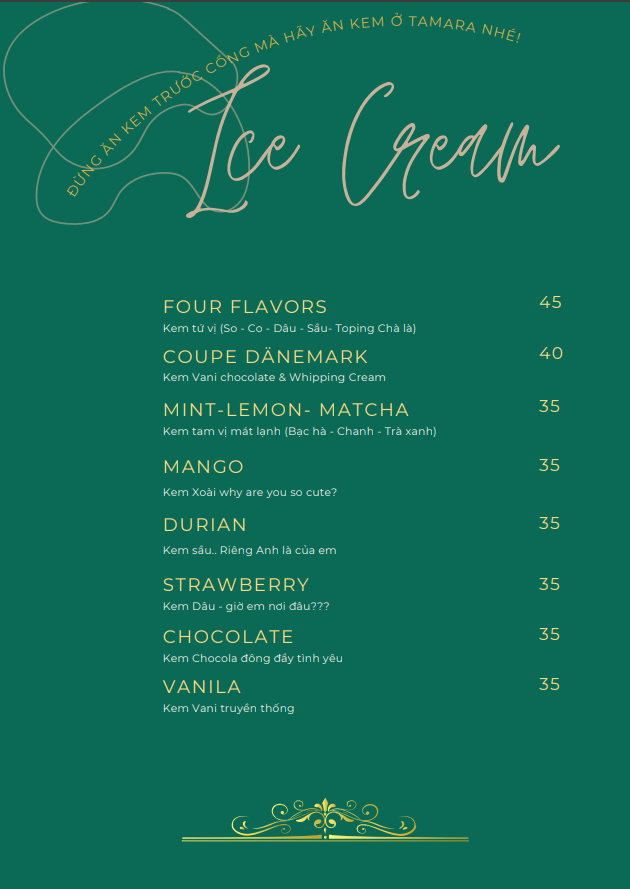 ĐỪNG ĂN KEM TRƯỚC CỔNG MÀ HÃY ĂN KEM Ở TAMARA NHÉ!
Ice Cream
FOUR FLAVORS 45
Kem tứ vị (So - Co - Dâu - Sầu- Toping Chà là)
COUPE DÄNEMARK 40
Kem Vani chocolate & Whipping Cream
MINT-LEMON- MATCHA 35
Kem tam vị mát lạnh (Bạc hà - Chanh - Trà xanh)
MANGO 35
Kem Xoài why are you so cute?
DURIAN 35
Kem sầu.. Riêng Anh là của em
STRAWBERRY 35
Kem Dâu - giờ em nơi đâu???
CHOCOLATE 35
Kem Chocola đông đầy tình yêu
VANILA 35
Kem Vani truyền thống